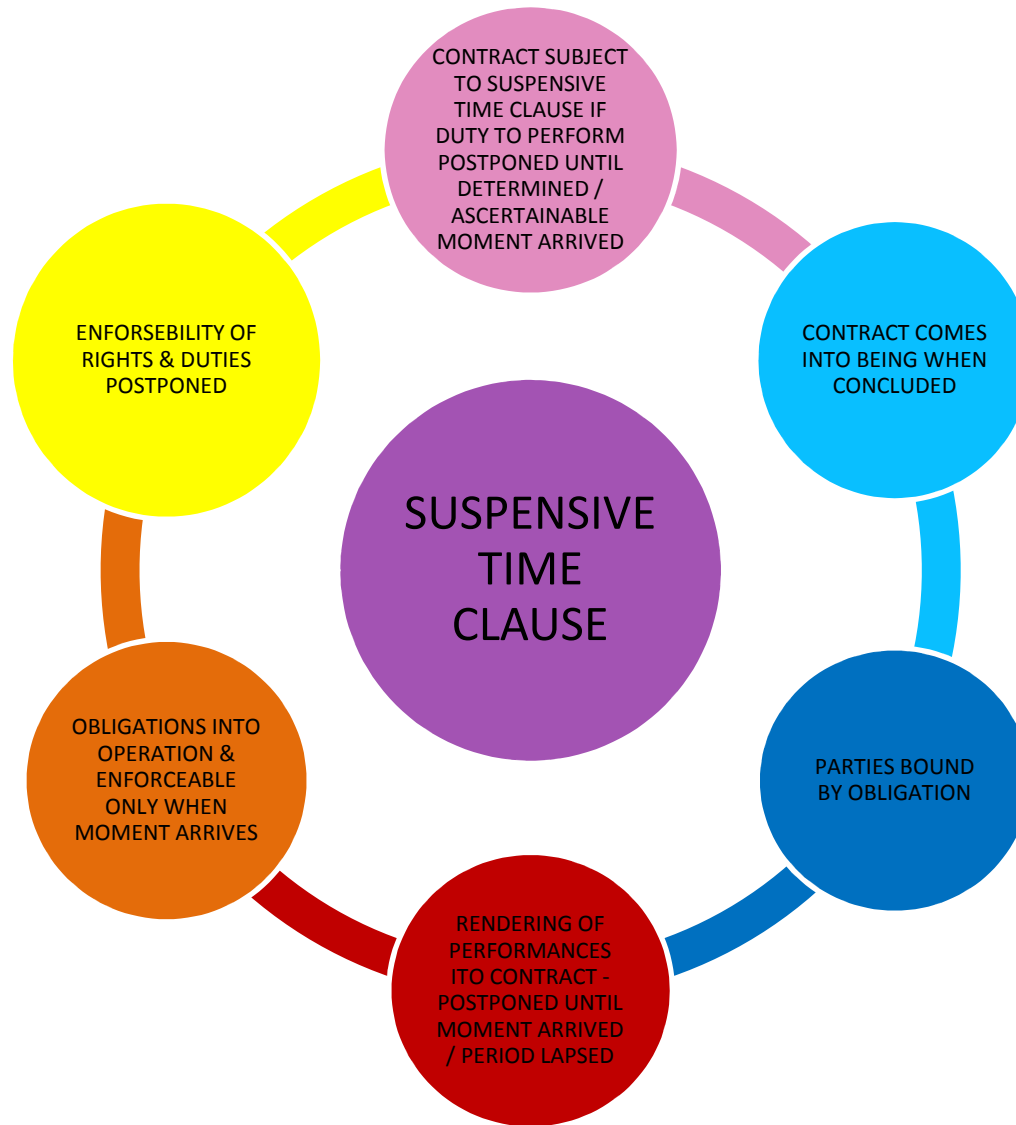 CONTRACT SUBJECT
TO SUSPENSIVE
TIME CLAUSE IF
DUTY TO PERFORM
POSTPONED UNTIL
DETERMINED /
ASCERTAINABLE
MOMENT ARRIVED
CONTRACT COMES
INTO BEING WHEN
CONCLUDED
PARTIES BOUND
BY OBLIGATION
RENDERING OF
PERFORMANCES
ITO CONTRACT -
POSTPONED UNTIL
MOMENT ARRIVED
/ PERIOD LAPSED
OBLIGATIONS INTO
OPERATION &
ENFORCEABLE
ONLY WHEN
MOMENT ARRIVES
ENFORSEBILITY OF
RIGHTS & DUTIES
POSTPONED
SUSPENSIVE
TIME
CLAUSE